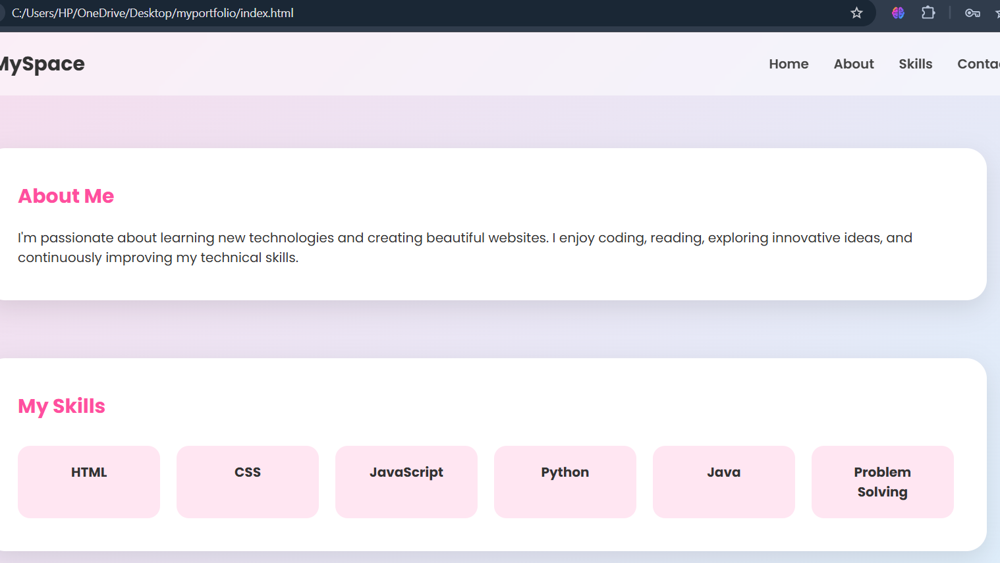 C:/Users/HP/OneDrive/Desktop/myportfolio/index.html
MySpace
Home About Skills Conta
About Me
I'm passionate about learning new technologies and creating beautiful websites. I enjoy coding, reading, exploring innovative ideas, and
continuously improving my technical skills.
My Skills
HTML CSS JavaScript Python Java Problem
Solving